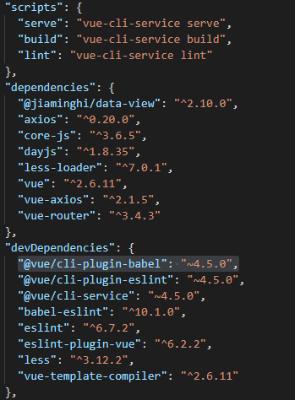 "scripts": {
"serve": "vue-cli-service serve",
"build": "vue-cli-service build",
"lint": "vue-cli-service lint"
},
"dependencies": {
"@jiaminghi/data-view": "^2.10.0",
"axios": "^0.20.0",
"core-js": "^3.6.5",
"dayjs": "^1.8.35",
"less-loader": "^7.0.1",
"vue": "^2.6.11",
"vue-axios": "^2.1.5",
"vue-router": "^3.4.3"
},
"devDependencies": {
"@vue/cli-plugin-babel": "~4.5.0",
"@vue/cli-plugin-eslint": "~4.5.0",
"@vue/cli-service": "~4.5.0",
"babel-eslint": "^10.1.0",
"eslint": "^6.7.2",
"eslint-plugin-vue": "^6.2.2",
"less": "^3.12.2",
"vue-template-compiler": "^2.6.11"
},